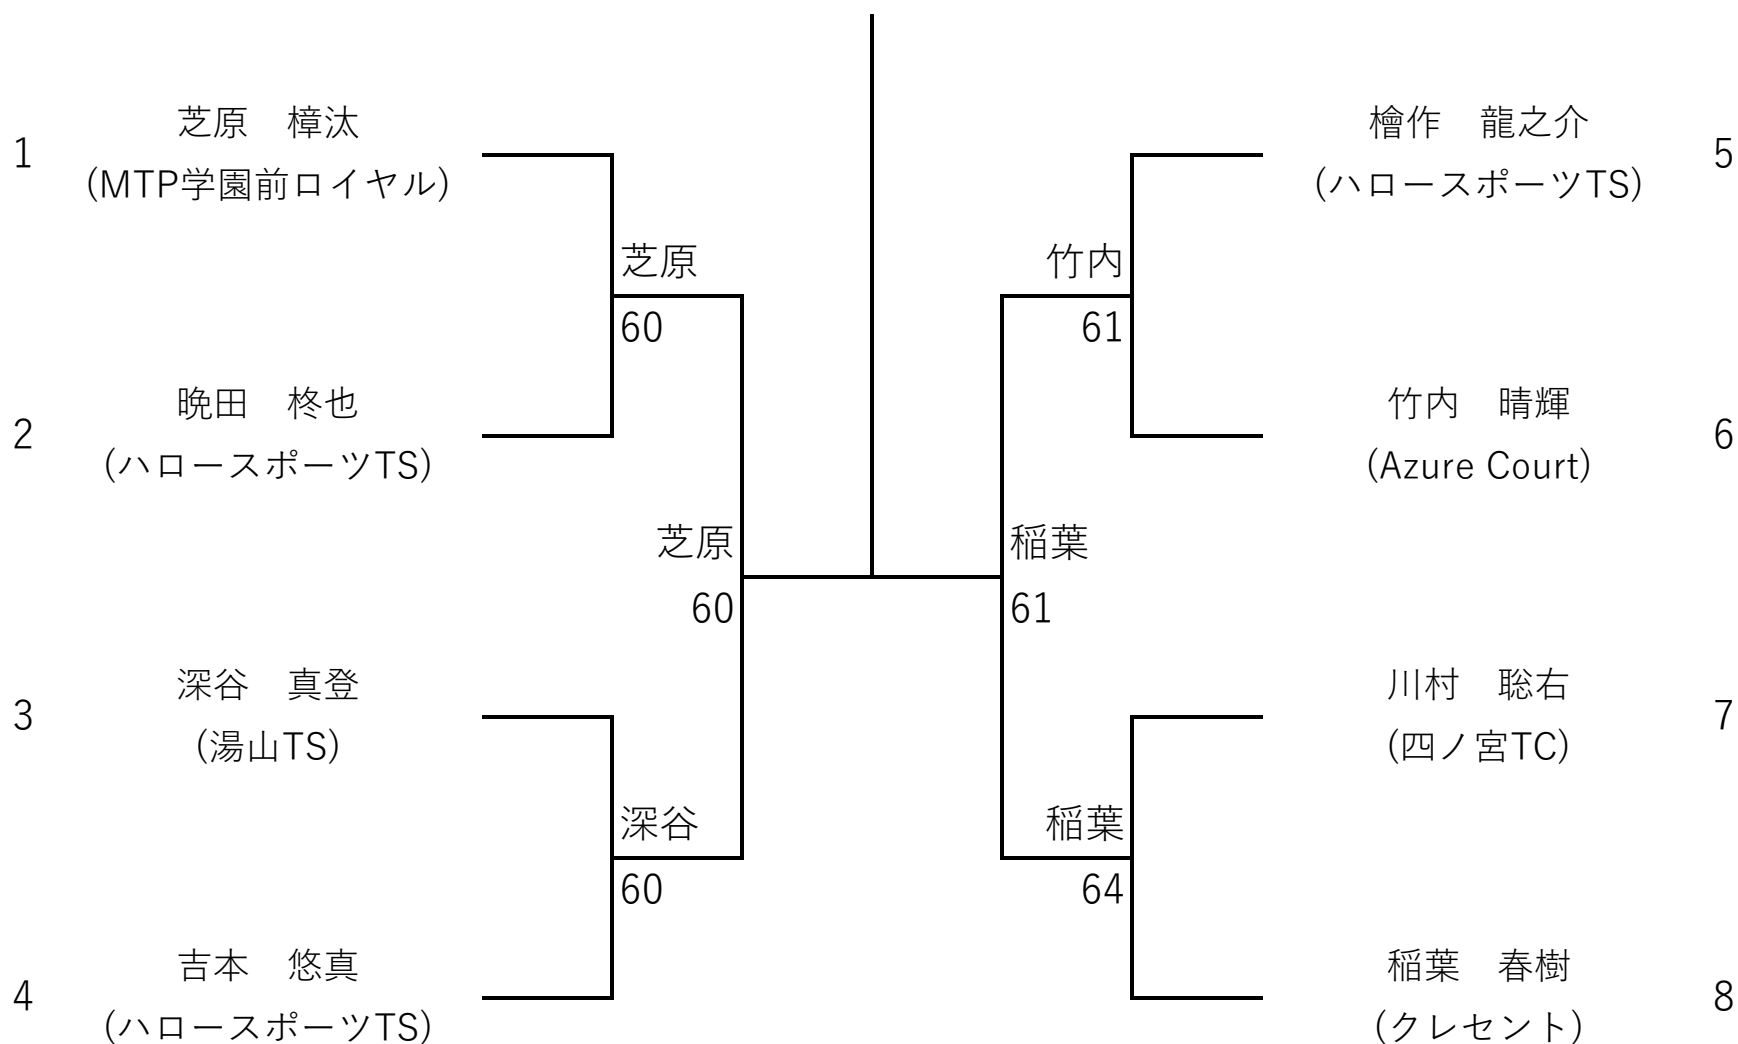 1
芝原　樟汰
(MTP学園前ロイヤル)
芝原
60
2
晩田　柊也
(ハロースポーツTS)
芝原
60
3
深谷　真登
(湯山TS)
深谷
60
4
吉本　悠真
(ハロースポーツTS)
檜作　龍之介
(ハロースポーツTS)
5
竹内
61
竹内　晴輝
(Azure Court)
6
稲葉
61
川村　聡右
(四ノ宮TC)
7
稲葉
64
稲葉　春樹
(クレセント)
8